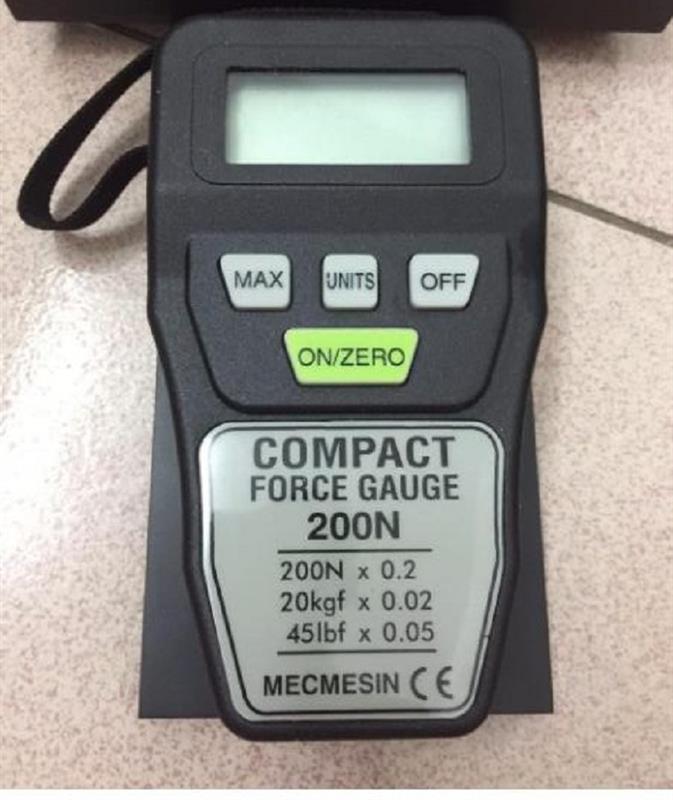 MAX UNITS OFF
ON/ZERO
COMPACT
FORCE GAUGE
200N
200N x 0.2
20kgf x 0.02
45lbf x 0.05
MECMESIN CE